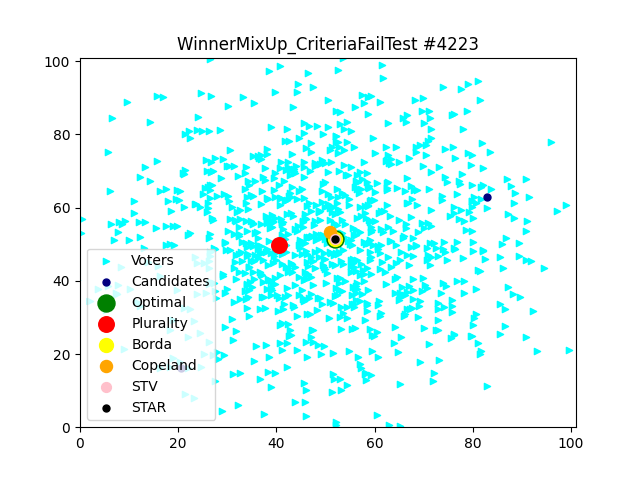 WinnerMixUp_CriteriaFailTest #4223
100
80
60
40
20
0
0
20
40
60
80
100
Voters
Candidates
Optimal
Plurality
Borda
Copeland
STV
STAR